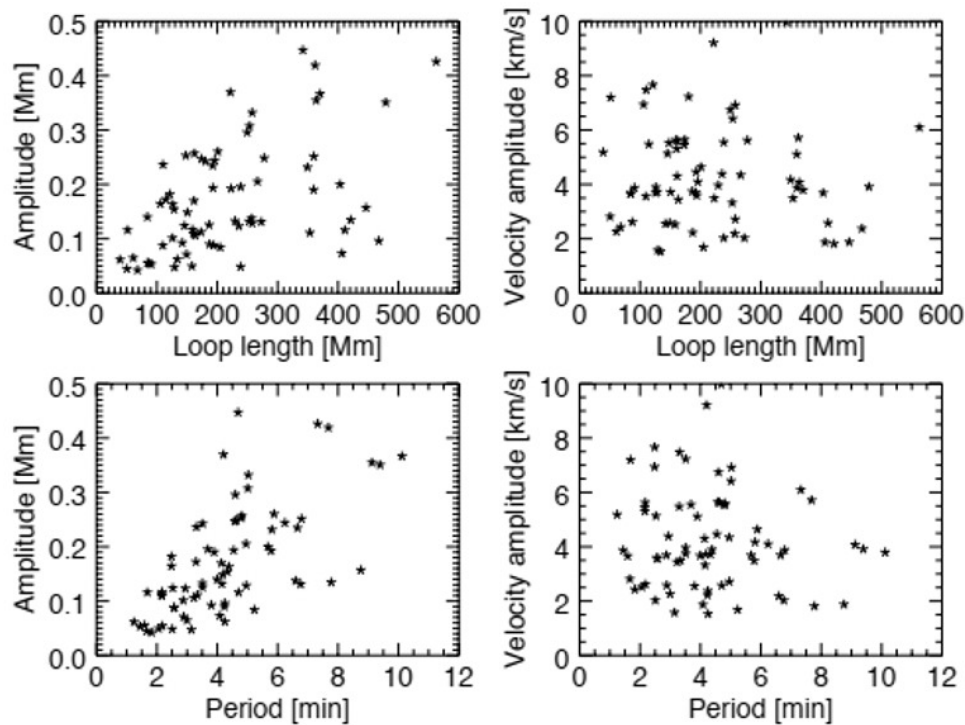 0.5
0.4
0.3
0.2
0.1
0.0
Amplitude [Mm]
0 100 200 300 400 500 600
Loop length [Mm]
10
8
6
4
2
0
Velocity amplitude [km/s]
0 100 200 300 400 500 600
Loop length [Mm]
0.5
0.4
0.3
0.2
0.1
0.0
Amplitude [Mm]
0 2 4 6 8 10 12
Period [min]
10
8
6
4
2
0
Velocity amplitude [km/s]
0 2 4 6 8 10 12
Period [min]